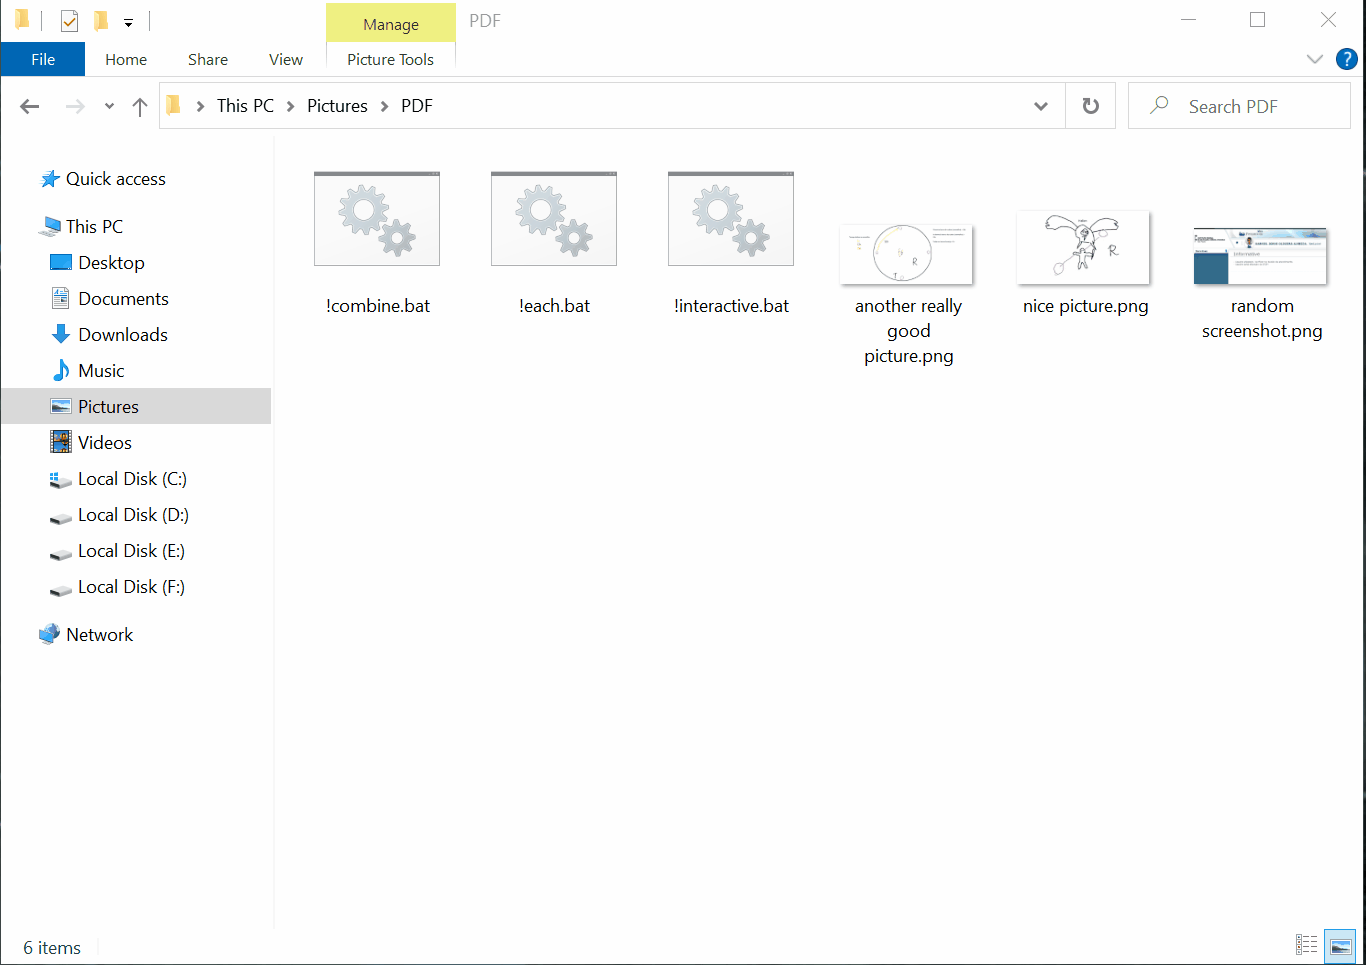 Manage
PDF
File
Home
Share
View
Picture Tools
?
This PC
Pictures
PDF
Search PDF
Quick access
This PC
Desktop
Documents
Downloads
Music
Pictures
Videos
Local Disk (C:)
Local Disk (D:)
Local Disk (E:)
Local Disk (F:)
Network
!combine.bat
!each.bat
!interactive.bat
another really
good
picture.png
R
nice picture.png
R
random
screenshot.png
6 items